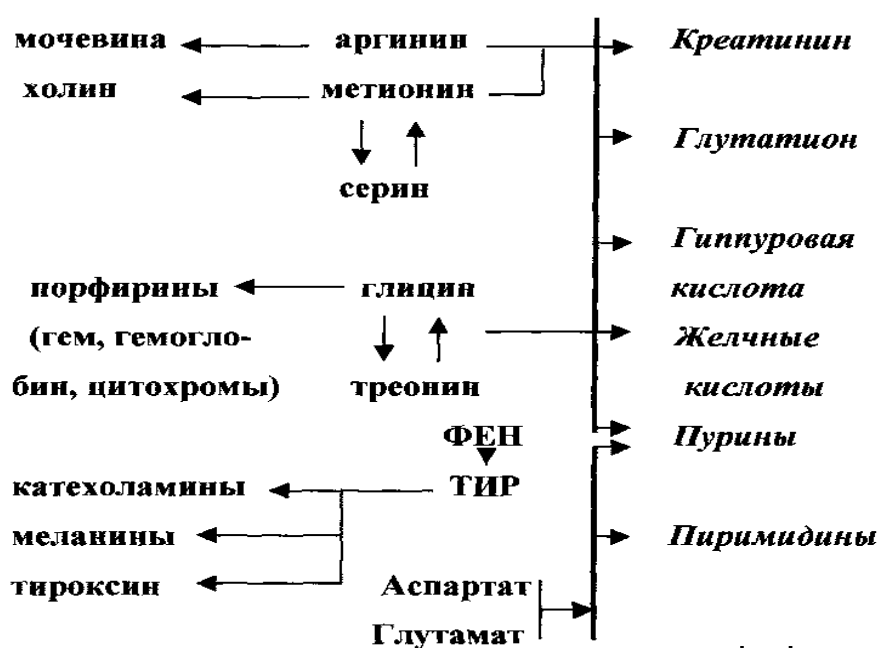 мочевина аргинин Креатинин
холин метионин
Глутатион
серин
Гиппуровая
порфирины глицин кислота
(гем, гемогло- Желчные
бин, цитохромы) треонин кислоты
ФЕН Пурины
катехоламины ТИР
меланины Пиримидины
тироксин Аспартат
Глутамат